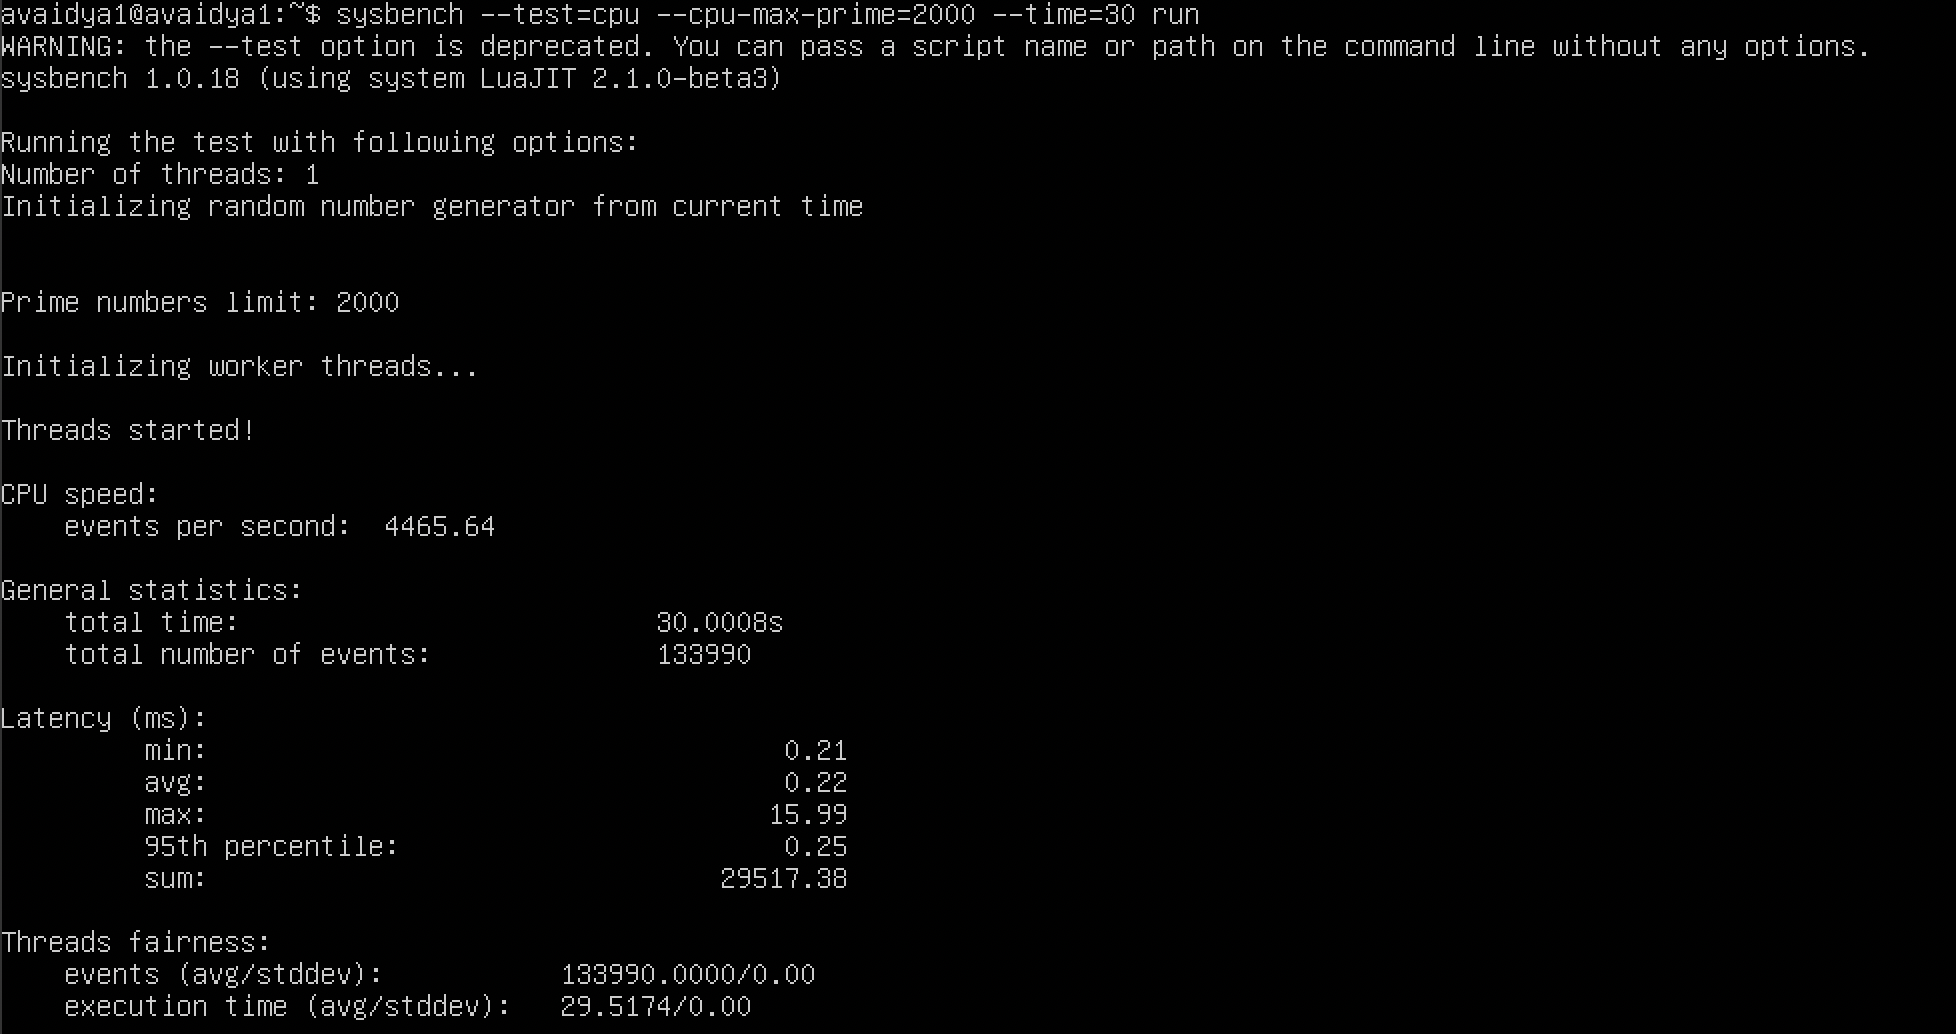 avaidya1@avaidya1:~$ sysbench --test=cpu --cpu-max-prime=2000 --time=30 run
WARNING: the --test option is deprecated. You can pass a script name or path on the command line without any options.
sysbench 1.0.18 (using system LuaJIT 2.1.0-beta3)
Running the test with following options:
Number of threads: 1
Initializing random number generator from current time
Prime numbers limit: 2000
Initializing worker threads...
Threads started!
CPU speed:
events per second: 4465.64
General statistics:
total time: 30.0008s
total number of events: 133990
Latency (ms):
min: 0.21
avg: 0.22
max: 15.99
95th percentile: 0.25
sum: 29517.38
Threads fairness:
events (avg/stddev): 133990.0000/0.00
execution time (avg/stddev): 29.5174/0.00